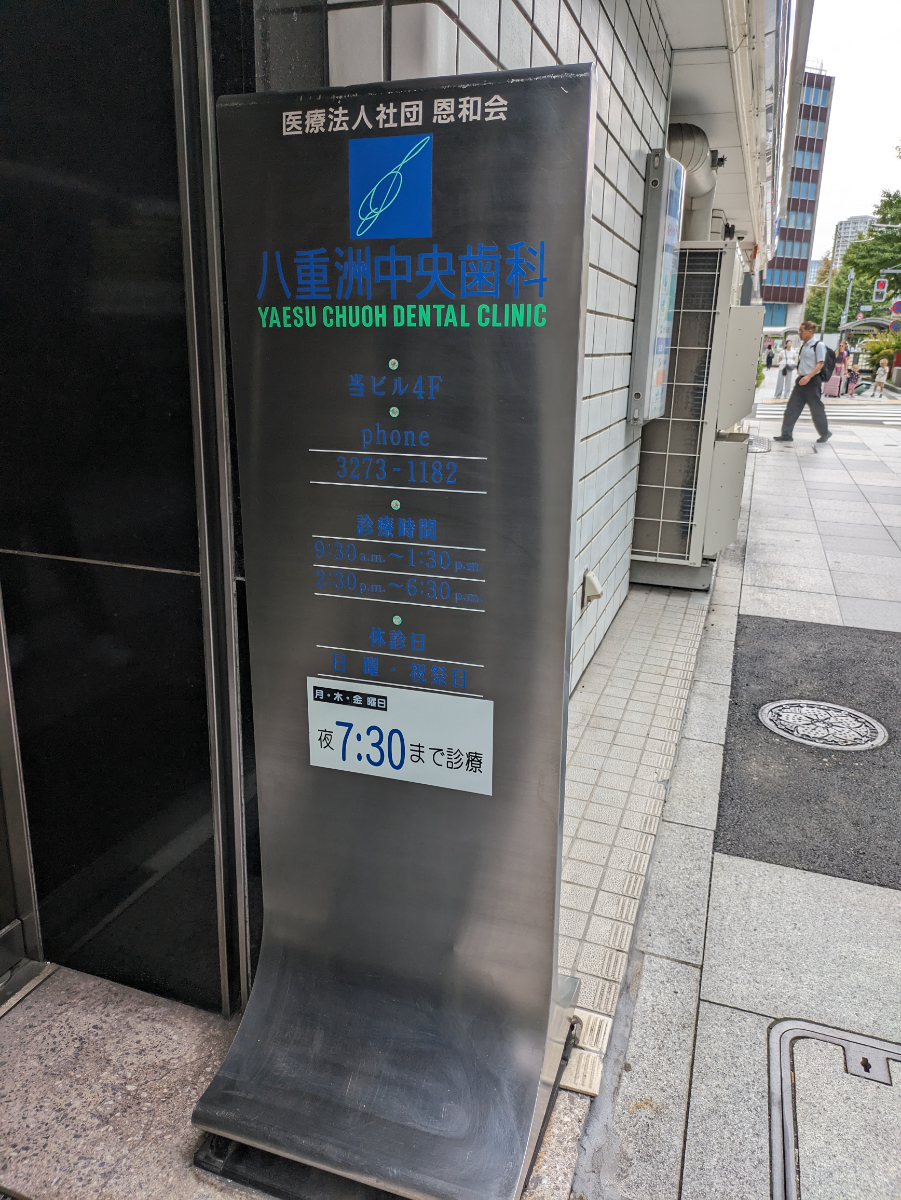 医療法人社団 恩和会
八重洲中央歯科
YAESU CHUOH DENTAL CLINIC
当ビル4F
phone
3273-1182
診療時間
9:30a.m.～1:30p.m
2:30p.m.～6:30p.m.
休診日
日 曜・祝祭日
月・木・金 曜日
夜7:30まで診療